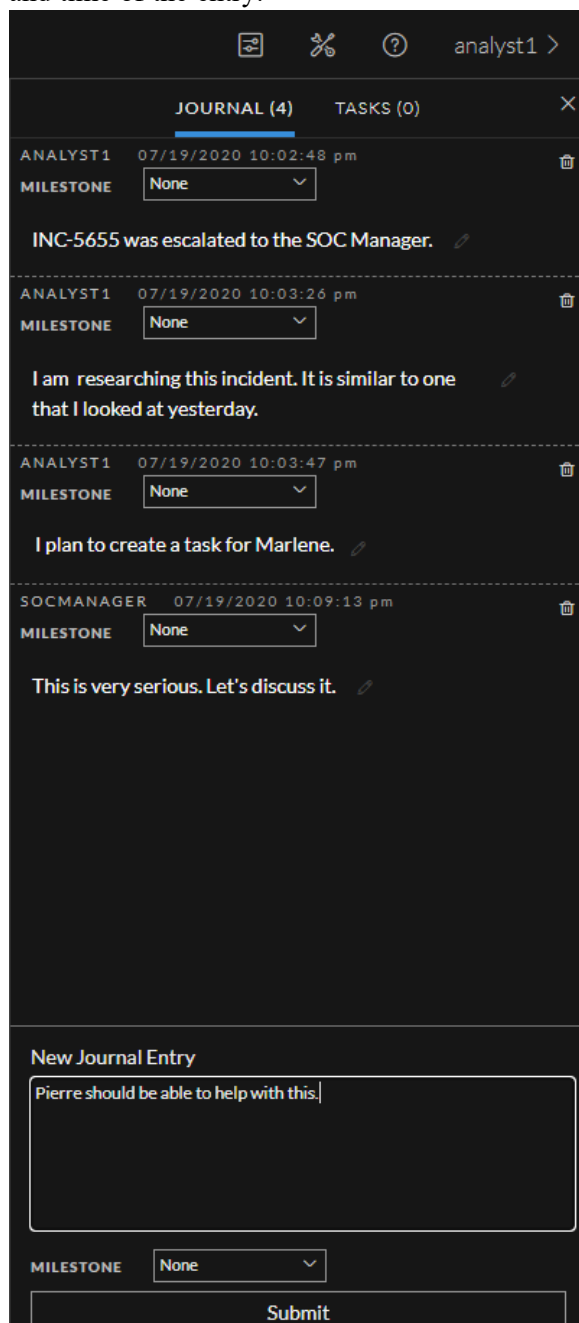 and time of the entry.
analyst1 >
JOURNAL (4) TASKS (0)
ANALYST1 07/19/2020 10:02:48 pm
MILESTONE None
INC-5655 was escalated to the SOC Manager.
ANALYST1 07/19/2020 10:03:26 pm
MILESTONE None
I am researching this incident. It is similar to one
that I looked at yesterday.
ANALYST1 07/19/2020 10:03:47 pm
MILESTONE None
I plan to create a task for Marlene.
SOCMANAGER 07/19/2020 10:09:13 pm
MILESTONE None
This is very serious. Let's discuss it.
New Journal Entry
Pierre should be able to help with this.
MILESTONE None
Submit